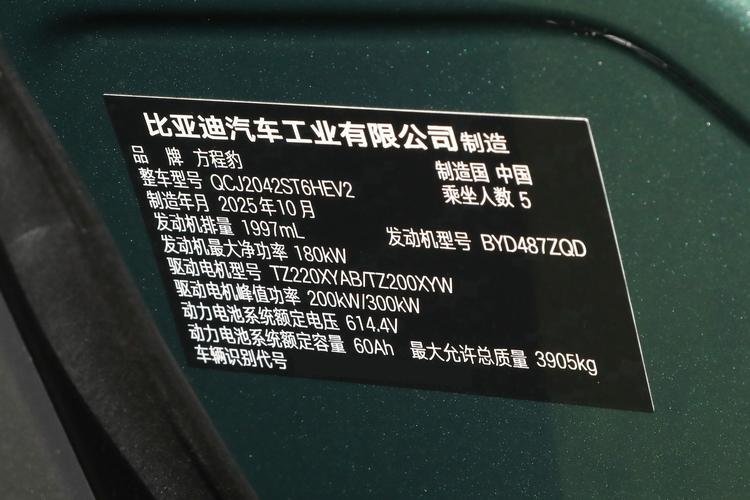 比亚迪汽车工业有限公司制造
品 牌 方程豹 制造国 中国
整车型号 QCJ2042ST6HEV2 乘坐人数 5
制造年月 2025年10月
发动机排量 1997mL 发动机型号 BYD487ZQD
发动机最大净功率 180kW
驱动电机型号 TZ220XYAB/TZ200XYW
驱动电机峰值功率 200kW/300kW
动力电池系统额定电压 614.4V
动力电池系统额定容量 60Ah 最大允许总质量 3905kg
车辆识别代号